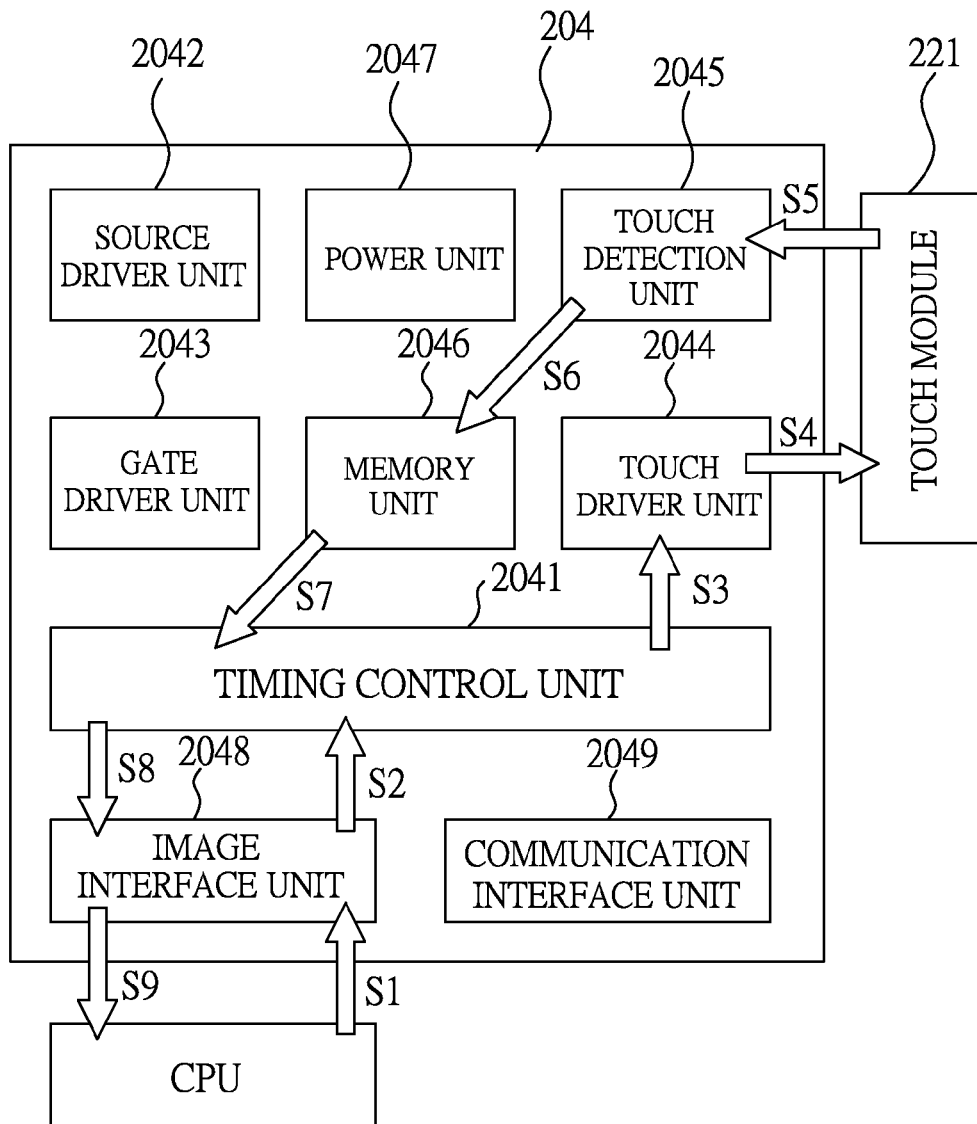 204
2042
2047
2045
221
SOURCE
DRIVER UNIT
POWER UNIT
TOUCH
DETECTION
UNIT
S5
TOUCH MODULE
2043
2046
S6
2044
GATE
DRIVER UNIT
MEMORY
UNIT
TOUCH
DRIVER UNIT
S4
S7
2041
S3
TIMING CONTROL UNIT
S8
2048
S2
2049
IMAGE
INTERFACE UNIT
COMMUNICATION
INTERFACE UNIT
S9
S1
CPU